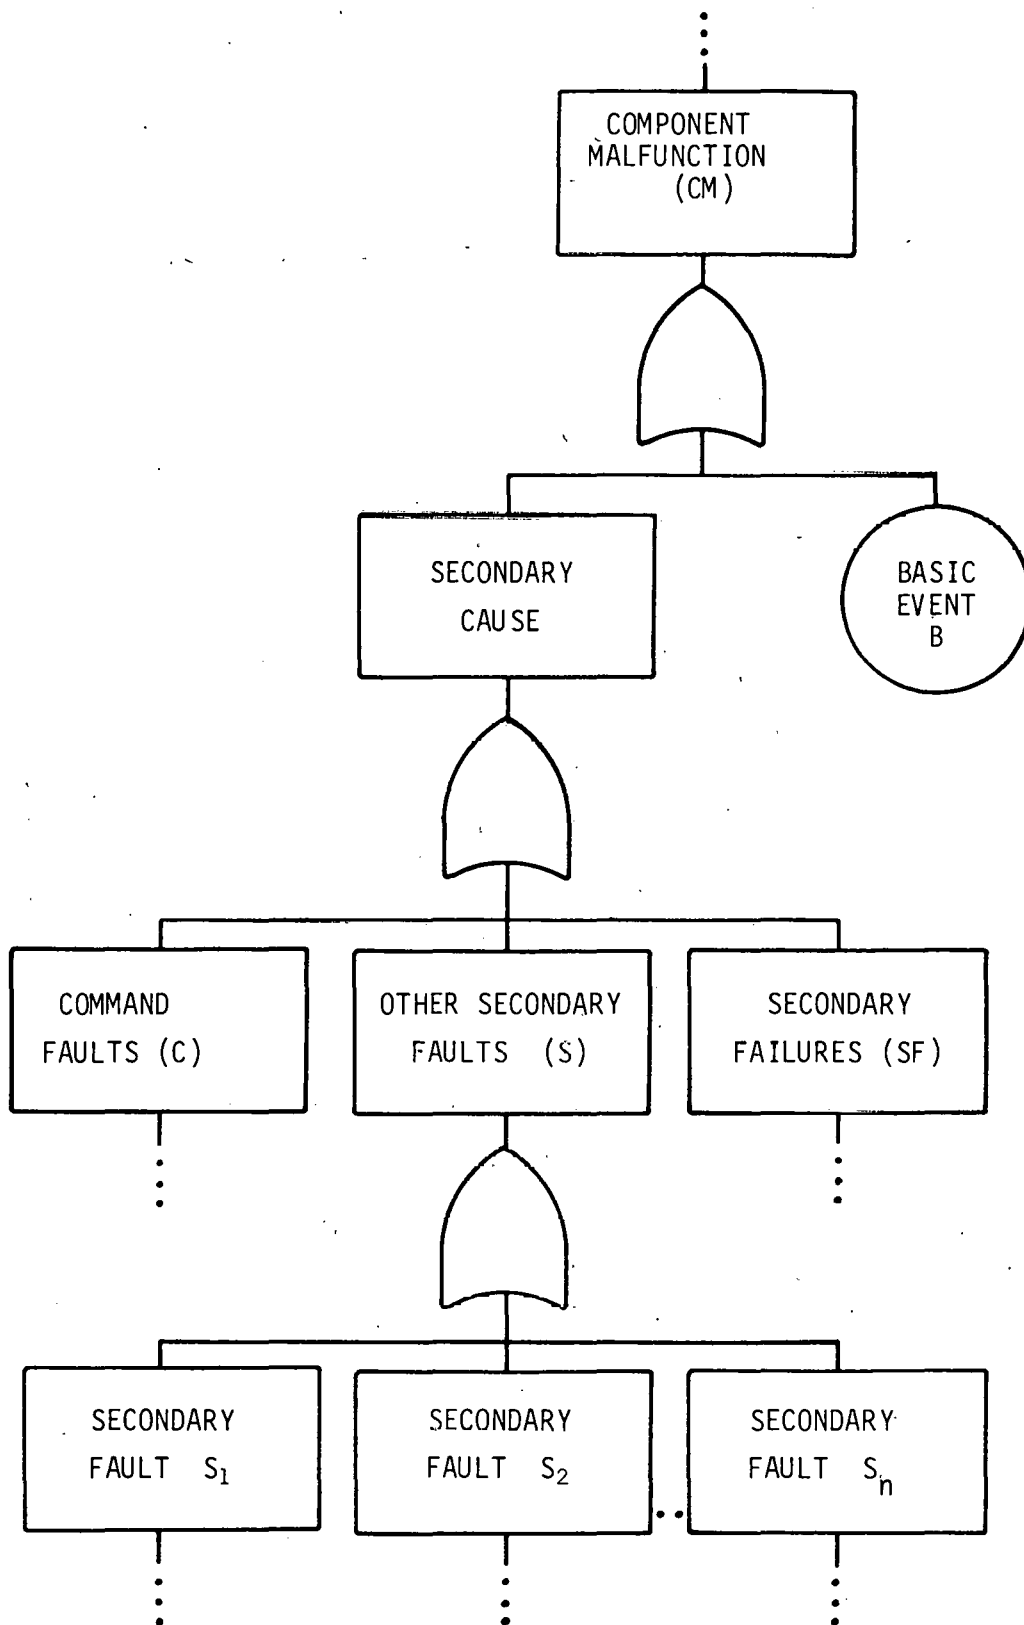 COMPONENT
MALFUNCTION
(CM)
SECONDARY
CAUSE
BASIC
EVENT
B
COMMAND
FAULTS (C)
OTHER SECONDARY
FAULTS (S)
SECONDARY
FAILURES (SF)
SECONDARY
FAULT S₁
SECONDARY
FAULT S₂
SECONDARY
FAULT Sₙ